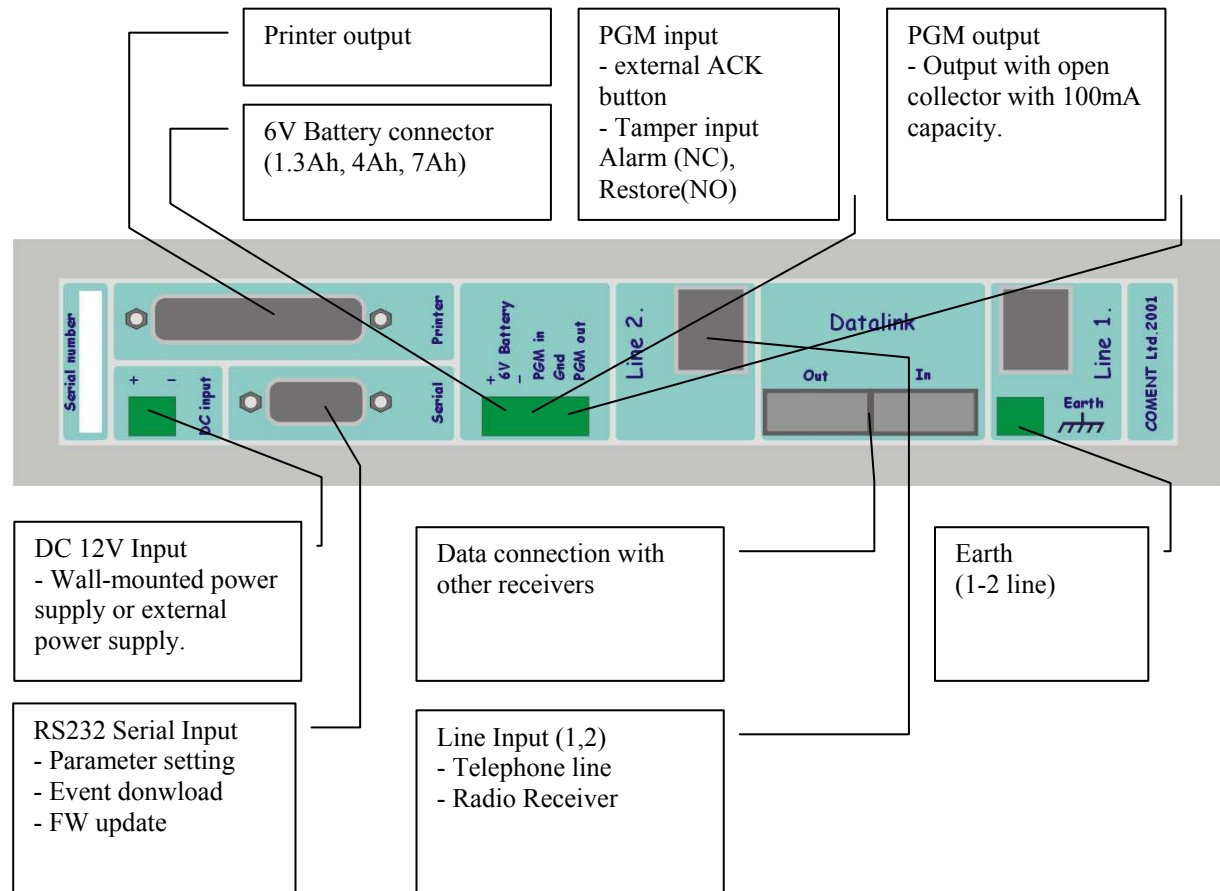 Printer output
6V Battery connector
(1.3Ah, 4Ah, 7Ah)
PGM input
- external ACK
button
- Tamper input
Alarm (NC),
Restore(NO)
PGM output
- Output with open
collector with 100mA
capacity.
Serial number
Printer
+ -
DC input
Serial
+
6V Battery
-
PGM in
Gnd
PGM out
Line 2.
Datalink
Out In
Line 1.
Earth
COMENT Ltd.2001
DC 12V Input
- Wall-mounted power
supply or external
power supply.
Data connection with
other receivers
Earth
(1-2 line)
RS232 Serial Input
- Parameter setting
- Event donwload
- FW update
Line Input (1,2)
- Telephone line
- Radio Receiver